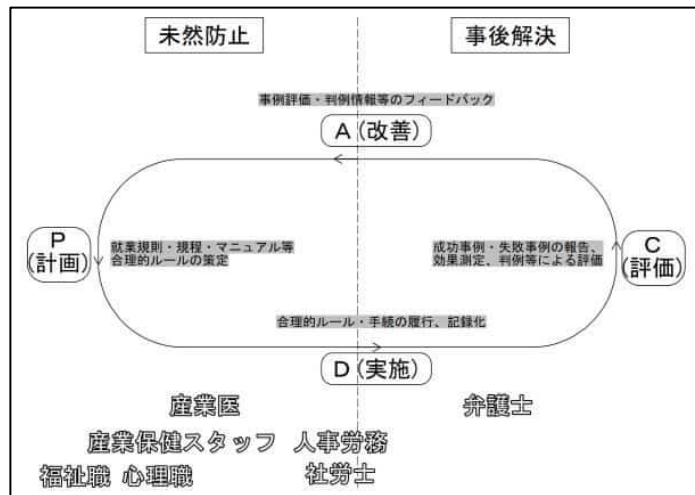 未然防止
事後解決
事例評価・判例情報等のフィードバック
A(改善)
P
(計画)
就業規則・規程・マニュアル等
合理的ルールの策定
成功事例・失敗事例の報告、
効果測定、判例等による評価
C
(評価)
合理的ルール・手続の履行、記録化
D(実施)
産業医
弁護士
産業保健スタッフ 人事労務
福祉職 心理職 社労士